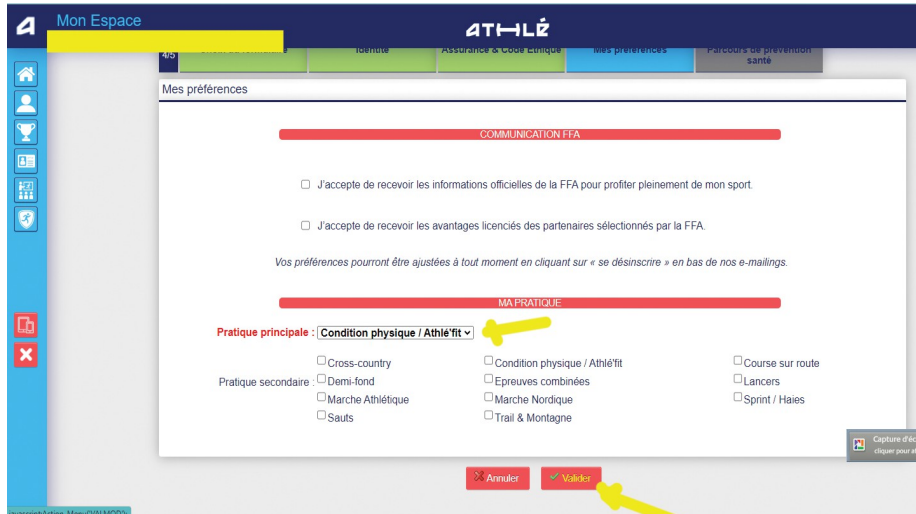 Mon Espace
ATHLÉ
4/5
Identité
Assurance & Code Ethique
Mes préférences
Parcours de prévention
santé
Mes préférences
COMMUNICATION FFA
J'accepte de recevoir les informations officielles de la FFA pour profiter pleinement de mon sport.
J'accepte de recevoir les avantages licenciés des partenaires sélectionnés par la FFA.
Vos préférences pourront être ajustées à tout moment en cliquant sur « se désinscrire » en bas de nos e-mailings.
MA PRATIQUE
Pratique principale : Condition physique / Athlé'fit
Cross-country Condition physique / Athlé'fit Course sur route
Pratique secondaire : Demi-fond Epreuves combinées Lancers
Marche Athlétique Marche Nordique Sprint / Haies
Sauts Trail & Montagne
Capture d'éc
cliquer pour af
Annuler Valider